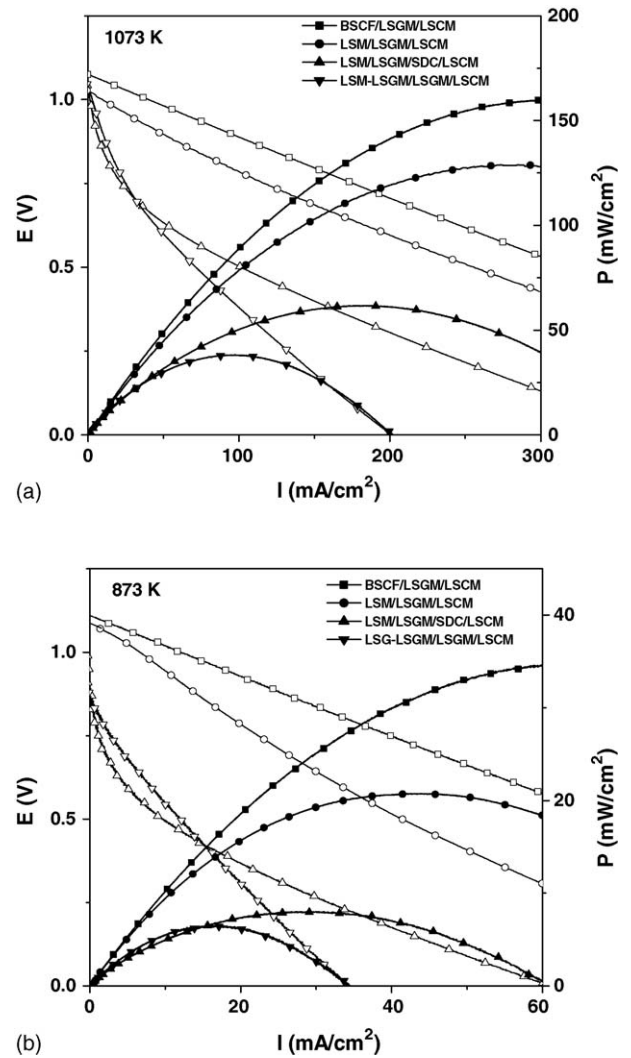 1073 K
BSCF/LSGM/LSCM
LSM/LSGM/LSCM
LSM/LSGM/SDC/LSCM
LSM-LSGM/LSGM/LSCM
200
150
100
50
0
P (mW/cm²)
1.0
0.5
0.0
E (V)
0
100
200
300
I (mA/cm²)
(a)
873 K
BSCF/LSGM/LSCM
LSM/LSGM/LSCM
LSM/LSGM/SDC/LSCM
LSG-LSGM/LSGM/LSCM
40
20
0
P (mW/cm²)
1.0
0.5
0.0
E (V)
0
20
40
60
I (mA/cm²)
(b)